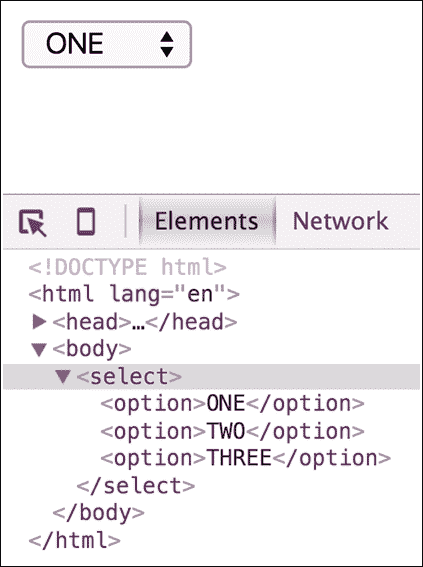 ONE
Elements Network
<!DOCTYPE html>
<html lang="en">
<head>…</head>
<body>
<select>
<option>ONE</option>
<option>TWO</option>
<option>THREE</option>
</select>
</body>
</html>